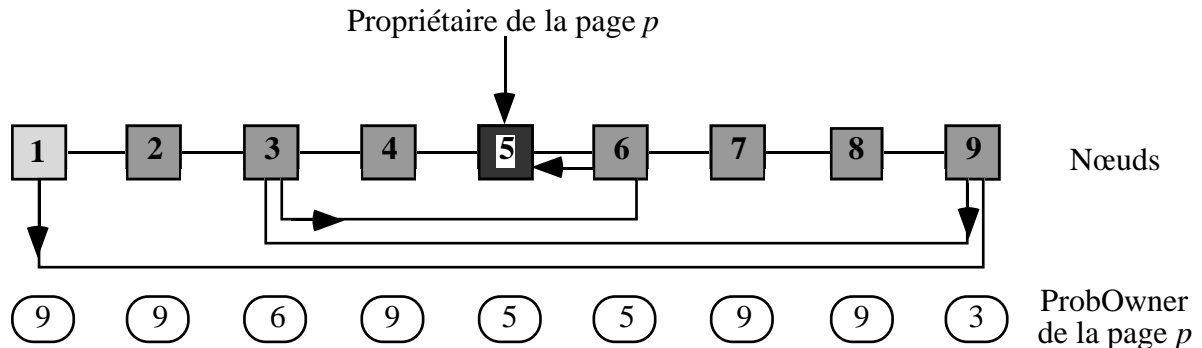 Propriétaire de la page p
1 2 3 4 5 6 7 8 9
Nœuds
9 9 6 9 5 5 9 9 3
ProbOwner
de la page p